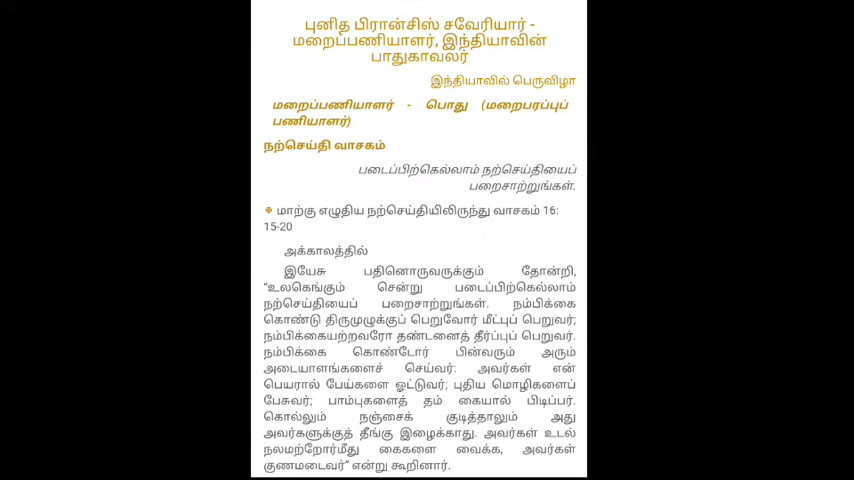 புனித பிரான்சிஸ் சவேரியார் -
மறைப்பணியாளர், இந்தியாவின்
பாதுகாவலர்
இந்தியாவில் பெருவிழா
மறைப்பணியாளர் - பொது (மறைபரப்புப்
பணியாளர்)
நற்செய்தி வாசகம்
படைப்பிற்கெல்லாம் நற்செய்தியைப்
பறைசாற்றுங்கள்.
✠ மாற்கு எழுதிய நற்செய்தியிலிருந்து வாசகம் 16:
15-20
அக்காலத்தில்
இயேசு பதினொருவருக்கும் தோன்றி,
“உலகெங்கும் சென்று படைப்பிற்கெல்லாம்
நற்செய்தியைப் பறைசாற்றுங்கள். நம்பிக்கை
கொண்டு திருமுழுக்குப் பெறுவோர் மீட்புப் பெறுவர்;
நம்பிக்கையற்றவரோ தண்டனைத் தீர்ப்புப் பெறுவர்.
நம்பிக்கை கொண்டோர் பின்வரும் அரும்
அடையாளங்களைச் செய்வர்: அவர்கள் என்
பெயரால் பேய்களை ஓட்டுவர்; புதிய மொழிகளைப்
பேசுவர்; பாம்புகளைத் தம் கையால் பிடிப்பர்.
கொல்லும் நஞ்சைக் குடித்தாலும் அது
அவர்களுக்குத் தீங்கு இழைக்காது. அவர்கள் உடல்
நலமற்றோர்மீது கைகளை வைக்க, அவர்கள்
குணமடைவர்” என்று கூறினார்.